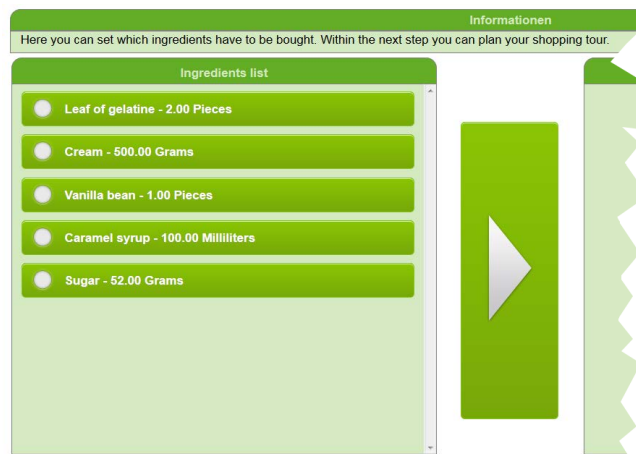 Informationen
Here you can set which ingredients have to be bought. Within the next step you can plan your shopping tour.
Ingredients list
Leaf of gelatine - 2.00 Pieces
Cream - 500.00 Grams
Vanilla bean - 1.00 Pieces
Caramel syrup - 100.00 Milliliters
Sugar - 52.00 Grams